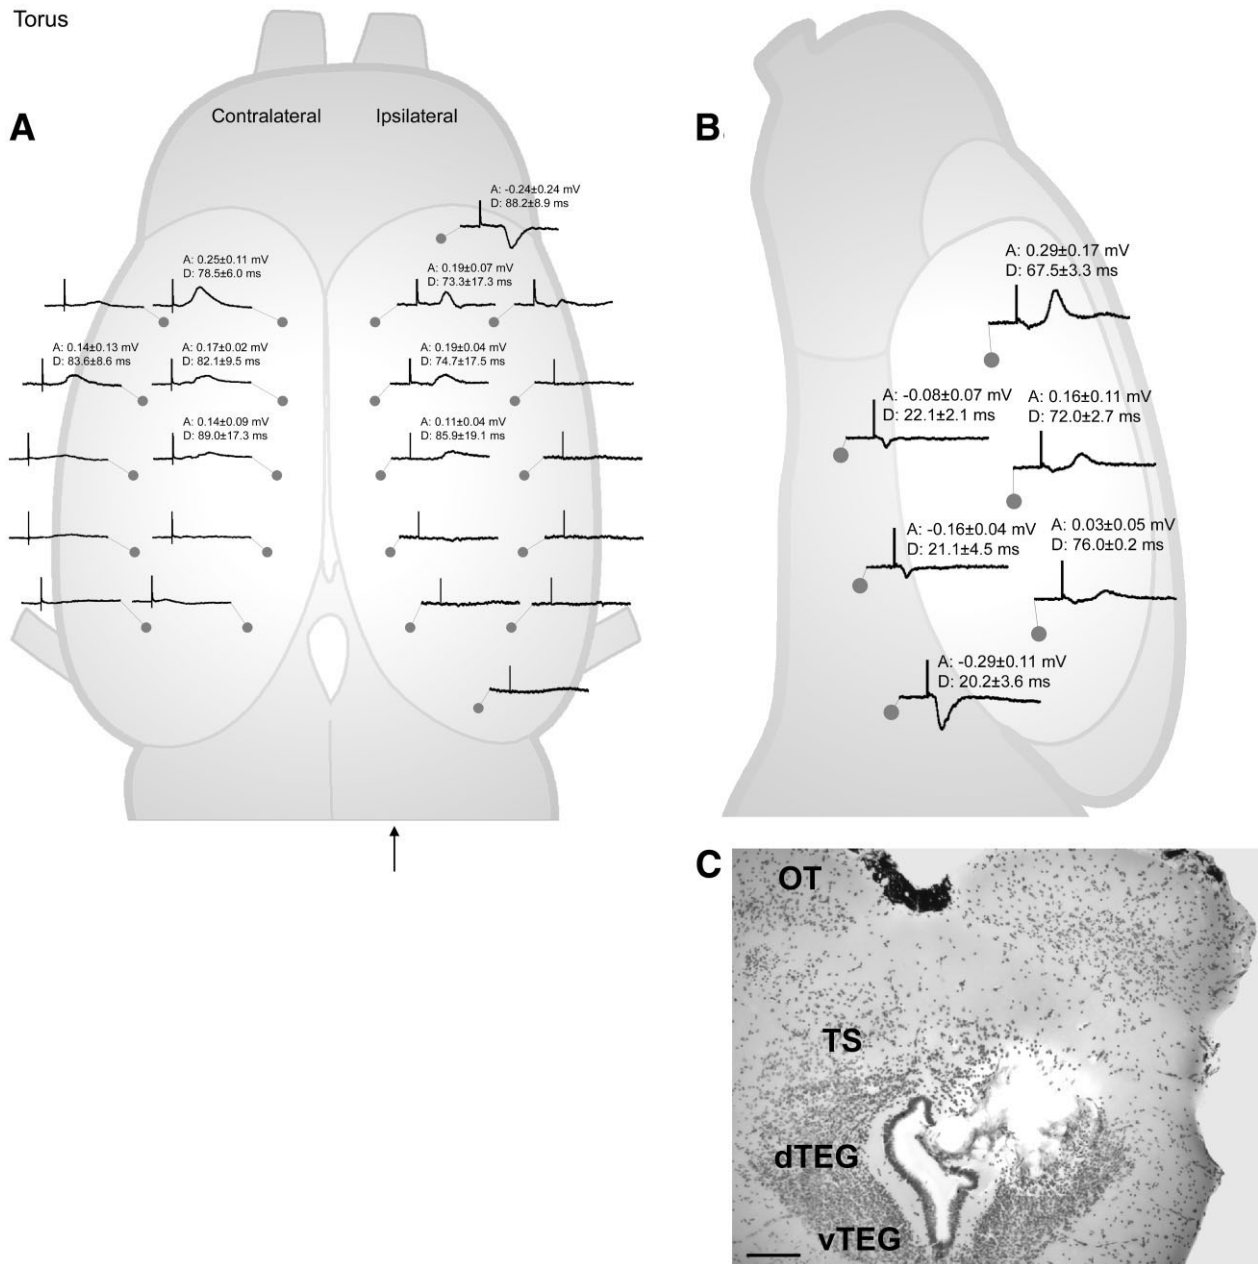 Torus
A
Contralateral
Ipsilateral
A: -0.24±0.24 mV
D: 88.2±8.9 ms
A: 0.25±0.11 mV
D: 78.5±6.0 ms
A: 0.19±0.07 mV
D: 73.3±17.3 ms
A: 0.14±0.13 mV
D: 83.6±8.6 ms
A: 0.17±0.02 mV
D: 82.1±9.5 ms
A: 0.19±0.04 mV
D: 74.7±17.5 ms
A: 0.14±0.09 mV
D: 89.0±17.3 ms
A: 0.11±0.04 mV
D: 85.9±19.1 ms
B
A: 0.29±0.17 mV
D: 67.5±3.3 ms
A: -0.08±0.07 mV
D: 22.1±2.1 ms
A: 0.16±0.11 mV
D: 72.0±2.7 ms
A: -0.16±0.04 mV
D: 21.1±4.5 ms
A: 0.03±0.05 mV
D: 76.0±0.2 ms
A: -0.29±0.11 mV
D: 20.2±3.6 ms
C
OT
TS
dTEG
vTEG